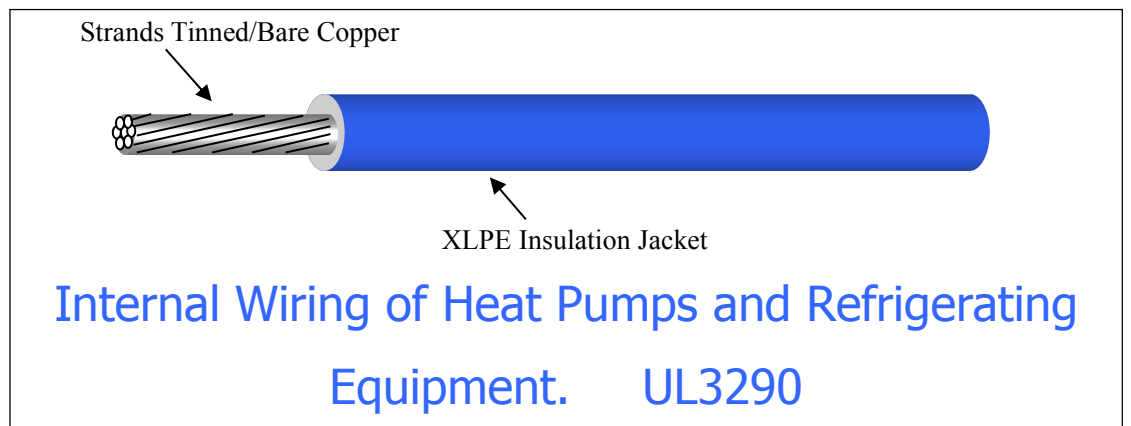 Strands Tinned/Bare Copper
XLPE Insulation Jacket
Internal Wiring of Heat Pumps and Refrigerating
Equipment. UL3290